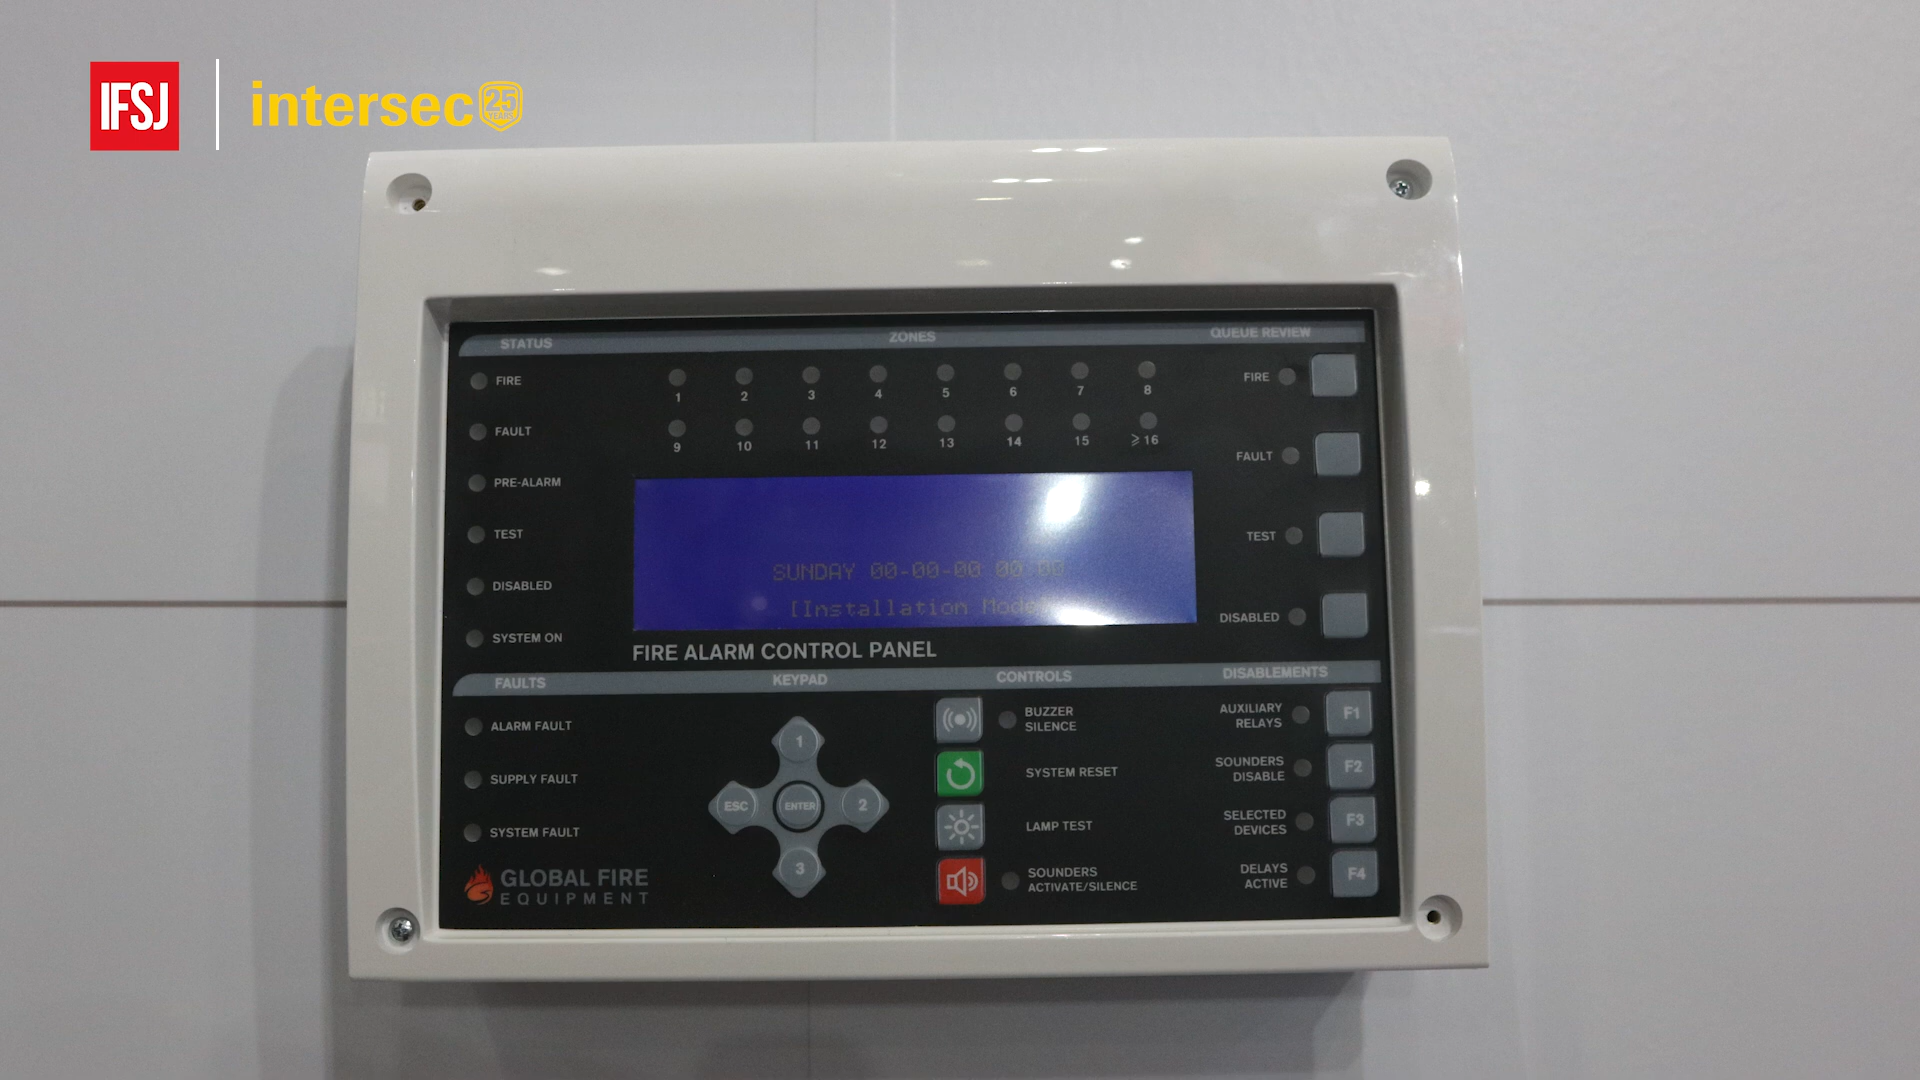 IFSJ
intersec 25 YEARS
STATUS ZONES QUEUE REVIEW
FIRE
FAULT
PRE-ALARM
TEST
DISABLED
SYSTEM ON
1 2 3 4 5 6 7 8
9 10 11 12 13 14 15 ⩾16
FIRE
FAULT
TEST
DISABLED
SUNDAY 00-00-00 00:00
[Installation Mode]
FIRE ALARM CONTROL PANEL
FAULTS KEYPAD CONTROLS DISABLEMENTS
ALARM FAULT
SUPPLY FAULT
SYSTEM FAULT
GLOBAL FIRE
EQUIPMENT
1
ESC ENTER 2
3
BUZZER
SILENCE
SYSTEM RESET
LAMP TEST
SOUNDERS
ACTIVATE/SILENCE
AUXILIARY
RELAYS
F1
SOUNDERS
DISABLE
F2
SELECTED
DEVICES
F3
DELAYS
ACTIVE
F4